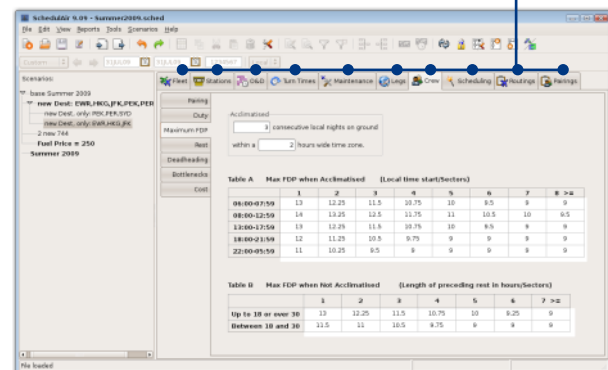 SchedulAir 9.09 - Summer2009.sched
File Edit View Reports Tools Scenarios Help
Scenarios:
base Summer 2009
new Dest: EWR,HKG,JFK,PEK,PER
new Dest. only: PEK,PER,SYD
new Dest. only: EWR,HKG,JFK
2 new 744
Fuel Price = 250
Summer 2009
Fleet Stations O&D Turn Times Maintenance Legs Crew Scheduling Routings Pairings
Pairing
Duty
Maximum FDP
Rest
Deadheading
Bottlenecks
Cost
Acclimatised
3 consecutive local nights on ground
within a 2 hours wide time zone.
Table A Max FDP when Acclimatised (Local time start/Sectors)
1 2 3 4 5 6 7 8 >=
06:00-07:59 13 12.25 11.5 10.75 10 9.5 9 9
08:00-12:59 14 13.25 12.5 11.75 11 10.5 10 9.5
13:00-17:59 13 12.25 11.5 10.75 10 9.5 9 9
18:00-21:59 12 11.25 10.5 9.75 9 9 9 9
22:00-05:59 11 10.25 9.5 9 9 9 9 9
Table B Max FDP when Not Acclimatised (Length of preceding rest in hours/Sectors)
1 2 3 4 5 6 7 >=
Up to 18 or over 30 13 12.25 11.5 10.75 10 9.25 9
Between 18 and 30 11.5 11 10.5 9.75 9 9 9
File loaded